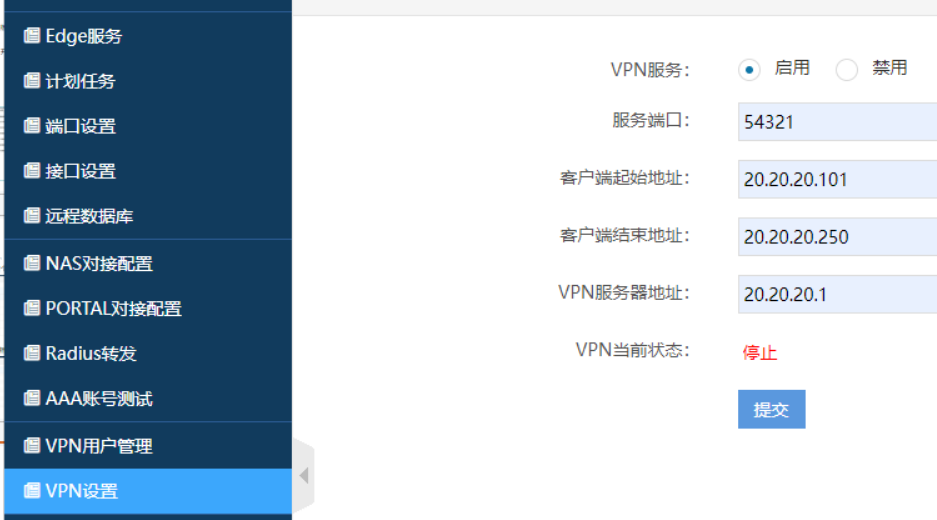 Edge服务
计划任务
端口设置
接口设置
远程数据库
NAS对接配置
PORTAL对接配置
Radius转发
AAA账号测试
VPN用户管理
VPN设置
VPN服务： 启用 禁用
服务端口： 54321
客户端起始地址： 20.20.20.101
客户端结束地址： 20.20.20.250
VPN服务器地址： 20.20.20.1
VPN当前状态： 停止
提交